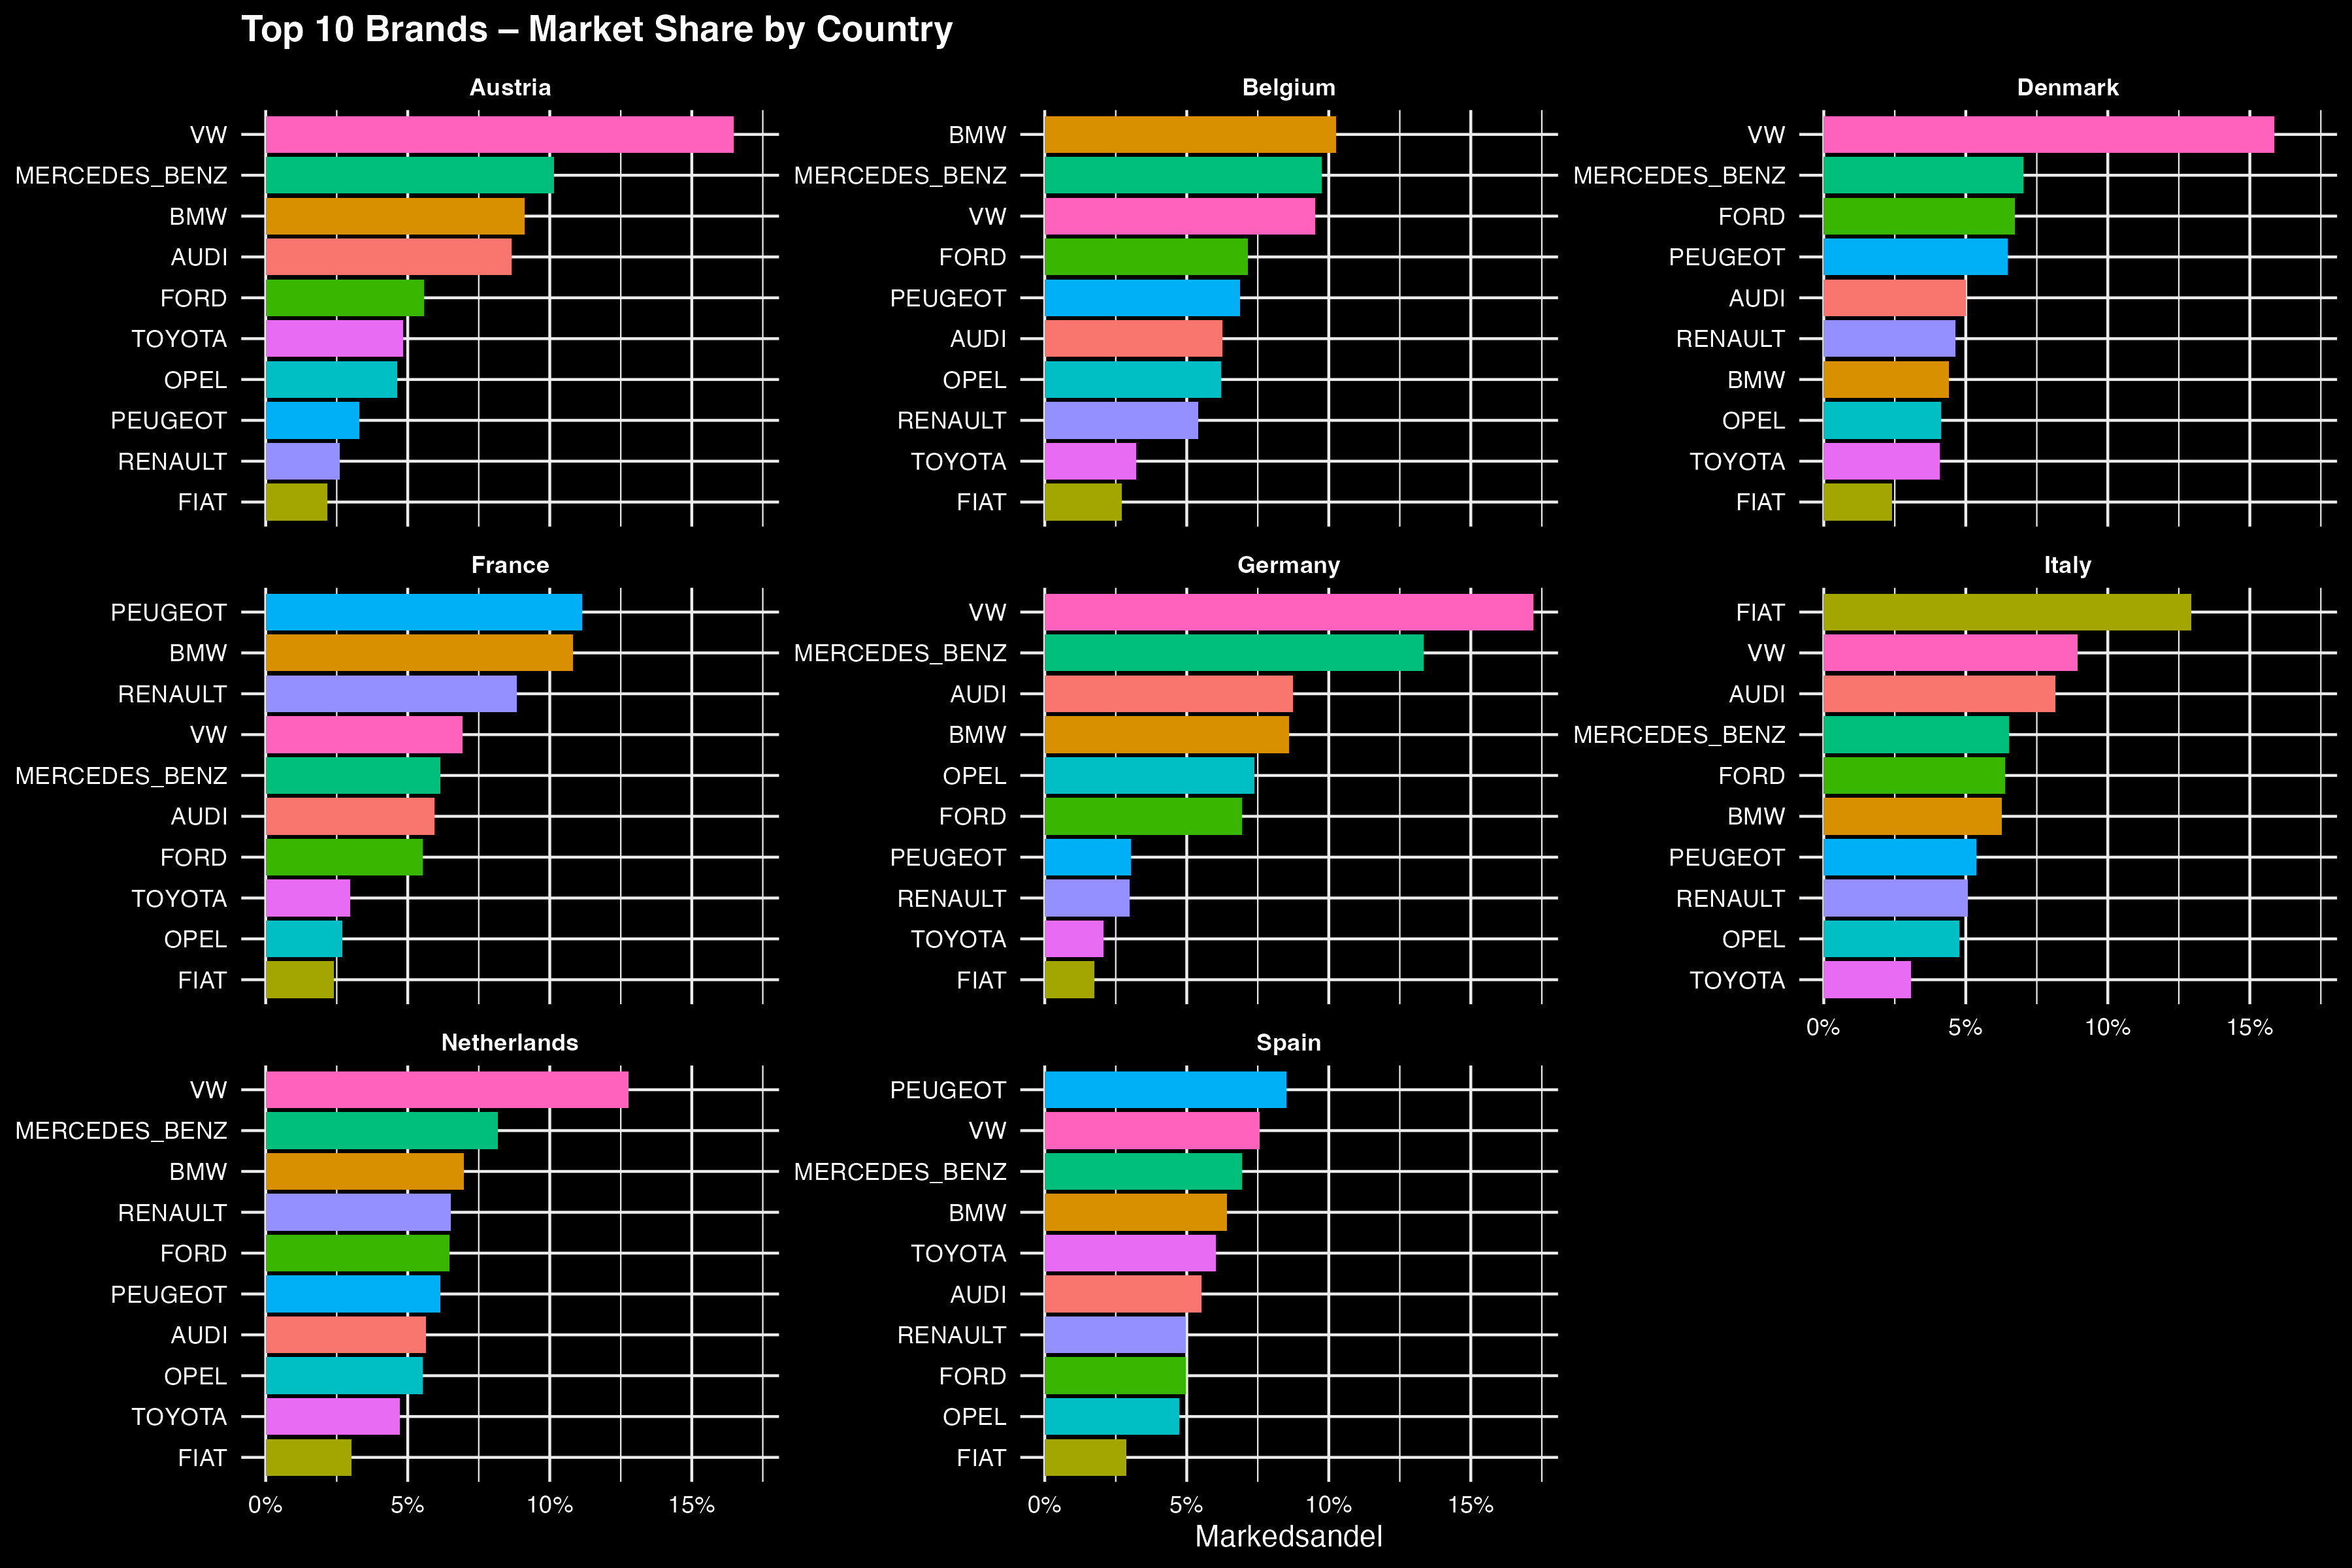 Top 10 Brands – Market Share by Country
Austria
VW
MERCEDES_BENZ
BMW
AUDI
FORD
TOYOTA
OPEL
PEUGEOT
RENAULT
FIAT
Belgium
BMW
MERCEDES_BENZ
VW
FORD
PEUGEOT
AUDI
OPEL
RENAULT
TOYOTA
FIAT
Denmark
VW
MERCEDES_BENZ
FORD
PEUGEOT
AUDI
RENAULT
BMW
OPEL
TOYOTA
FIAT
France
PEUGEOT
BMW
RENAULT
VW
MERCEDES_BENZ
AUDI
FORD
TOYOTA
OPEL
FIAT
Germany
VW
MERCEDES_BENZ
AUDI
BMW
OPEL
FORD
PEUGEOT
RENAULT
TOYOTA
FIAT
Italy
FIAT
VW
AUDI
MERCEDES_BENZ
FORD
BMW
PEUGEOT
RENAULT
OPEL
TOYOTA
0% 5% 10% 15%
Netherlands
VW
MERCEDES_BENZ
BMW
RENAULT
FORD
PEUGEOT
AUDI
OPEL
TOYOTA
FIAT
0% 5% 10% 15%
Spain
PEUGEOT
VW
MERCEDES_BENZ
BMW
TOYOTA
AUDI
RENAULT
FORD
OPEL
FIAT
0% 5% 10% 15%
Markedsandel